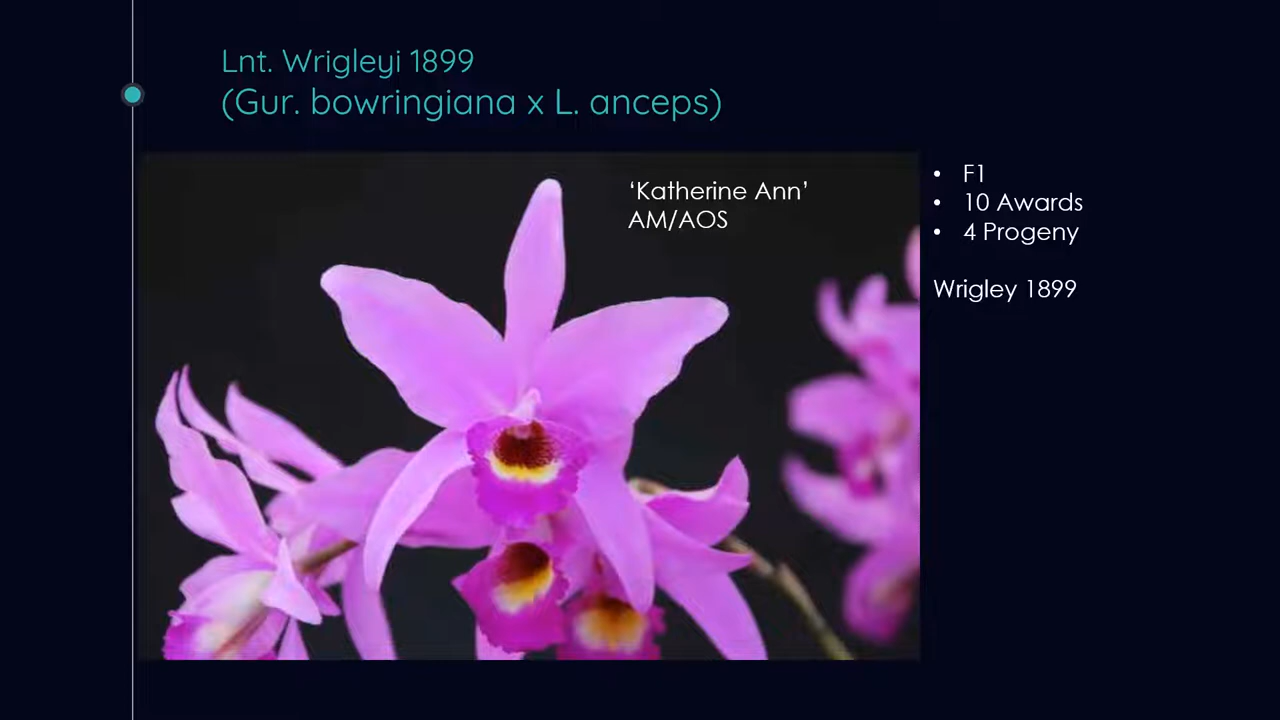 Lnt. Wrigleyi 1899
(Gur. bowringiana x L. anceps)
‘Katherine Ann’
AM/AOS
• F1
• 10 Awards
• 4 Progeny
Wrigley 1899